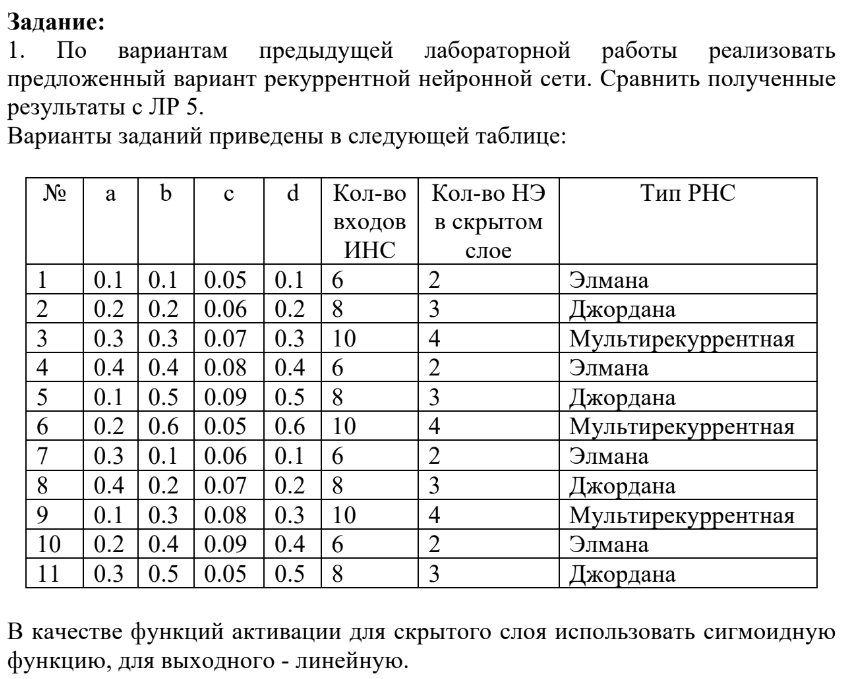 Задание:
1. По вариантам предыдущей лабораторной работы реализовать
предложенный вариант рекуррентной нейронной сети. Сравнить полученные
результаты с ЛР 5.
Варианты заданий приведены в следующей таблице:
№ a b c d Кол-во входов ИНС Кол-во НЭ в скрытом слое Тип РНС
1 0.1 0.1 0.05 0.1 6 2 Элмана
2 0.2 0.2 0.06 0.2 8 3 Джордана
3 0.3 0.3 0.07 0.3 10 4 Мультирекуррентная
4 0.4 0.4 0.08 0.4 6 2 Элмана
5 0.1 0.5 0.09 0.5 8 3 Джордана
6 0.2 0.6 0.05 0.6 10 4 Мультирекуррентная
7 0.3 0.1 0.06 0.1 6 2 Элмана
8 0.4 0.2 0.07 0.2 8 3 Джордана
9 0.1 0.3 0.08 0.3 10 4 Мультирекуррентная
10 0.2 0.4 0.09 0.4 6 2 Элмана
11 0.3 0.5 0.05 0.5 8 3 Джордана
В качестве функций активации для скрытого слоя использовать сигмоидную
функцию, для выходного - линейную.